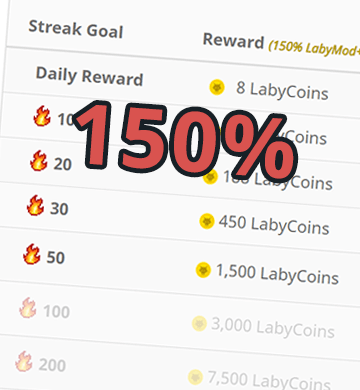 Streak Goal Reward (150% LabyMod+
Daily Reward 8 LabyCoins
10 LabyCoins
150%
20 LabyCoins
30 450 LabyCoins
50 1,500 LabyCoins
100 3,000 LabyCoins
200 7,500 LabyCoins